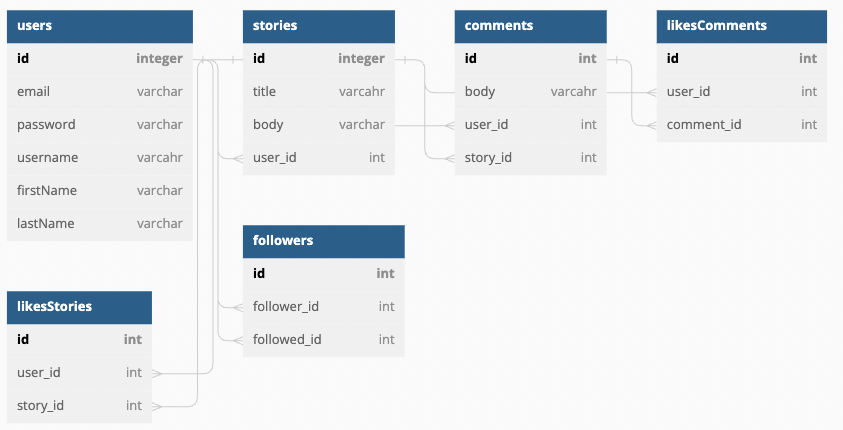 users
id integer
email varchar
password varchar
username varcahr
firstName varchar
lastName varchar
stories
id integer
title varcahr
body varchar
user_id int
comments
id int
body varcahr
user_id int
story_id int
likesComments
id int
user_id int
comment_id int
followers
id int
follower_id int
followed_id int
likesStories
id int
user_id int
story_id int